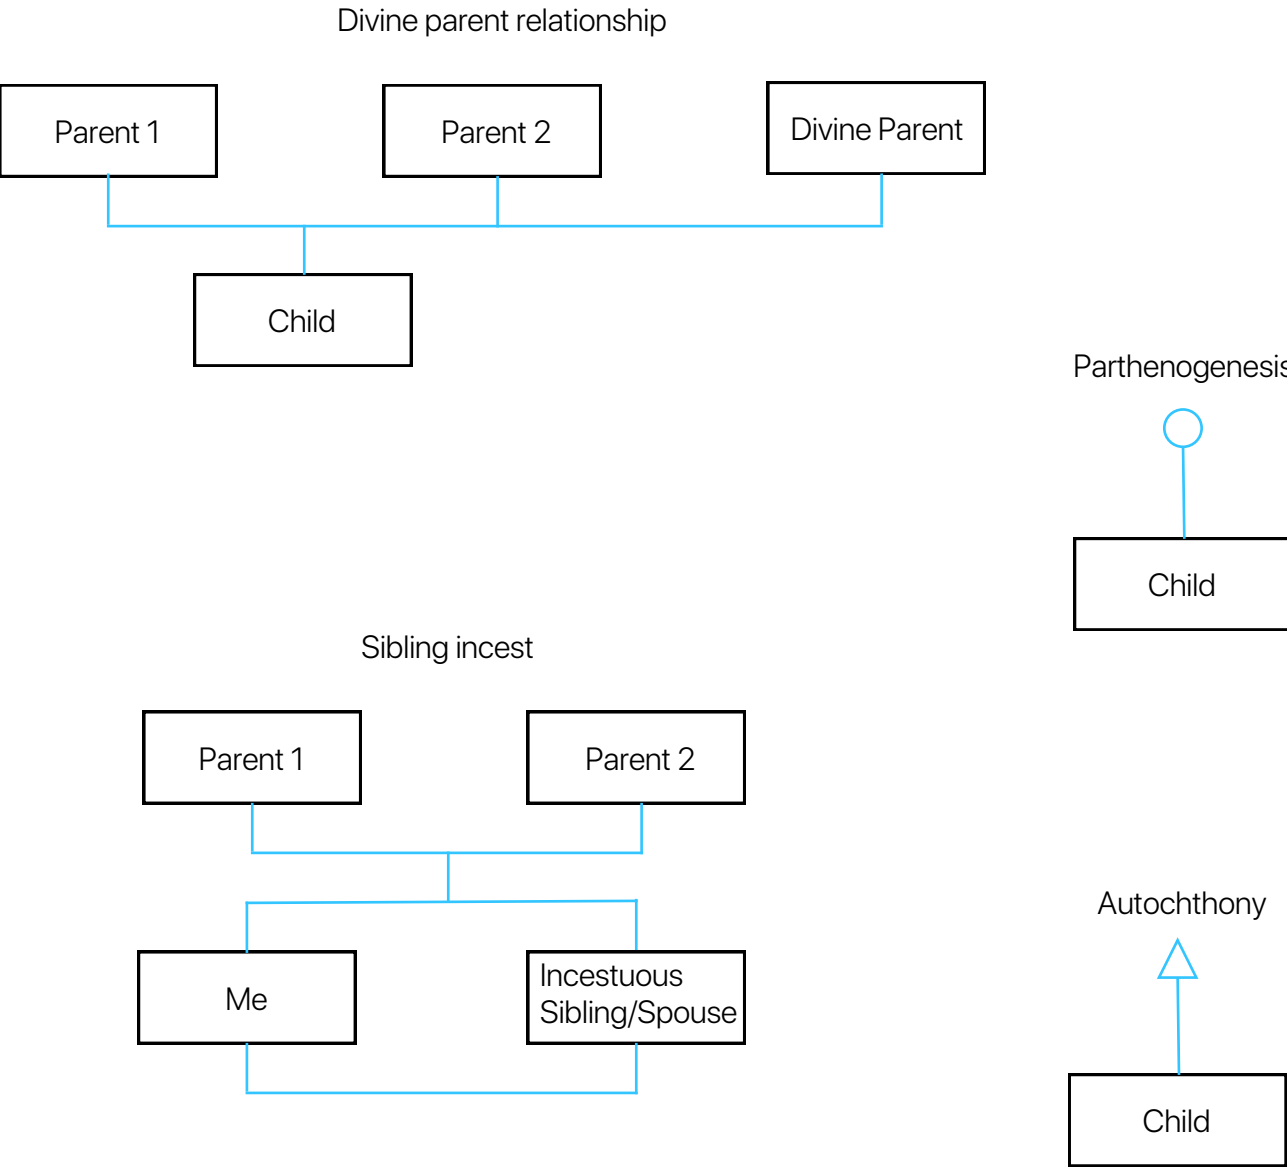 Divine parent relationship
Parent 1
Parent 2
Divine Parent
Child
Parthenogenesis
Child
Sibling incest
Parent 1
Parent 2
Autochthony
Me
Incestuous
Sibling/Spouse
Child